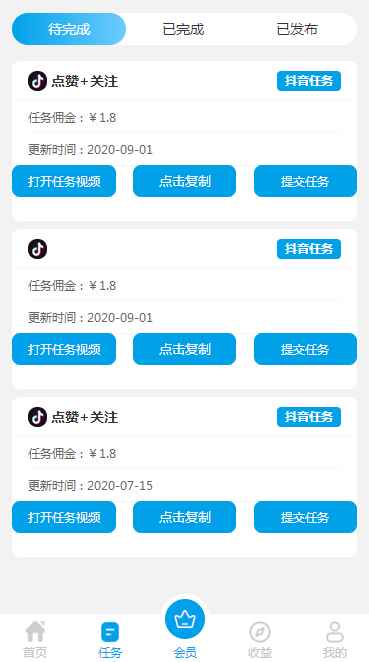 待完成 已完成 已发布
点赞+关注 抖音任务
任务佣金：￥1.8
更新时间：2020-09-01
打开任务视频 点击复制 提交任务
抖音任务
任务佣金：￥1.8
更新时间：2020-09-01
打开任务视频 点击复制 提交任务
点赞+关注 抖音任务
任务佣金：￥1.8
更新时间：2020-07-15
打开任务视频 点击复制 提交任务
首页 任务 会员 收益 我的